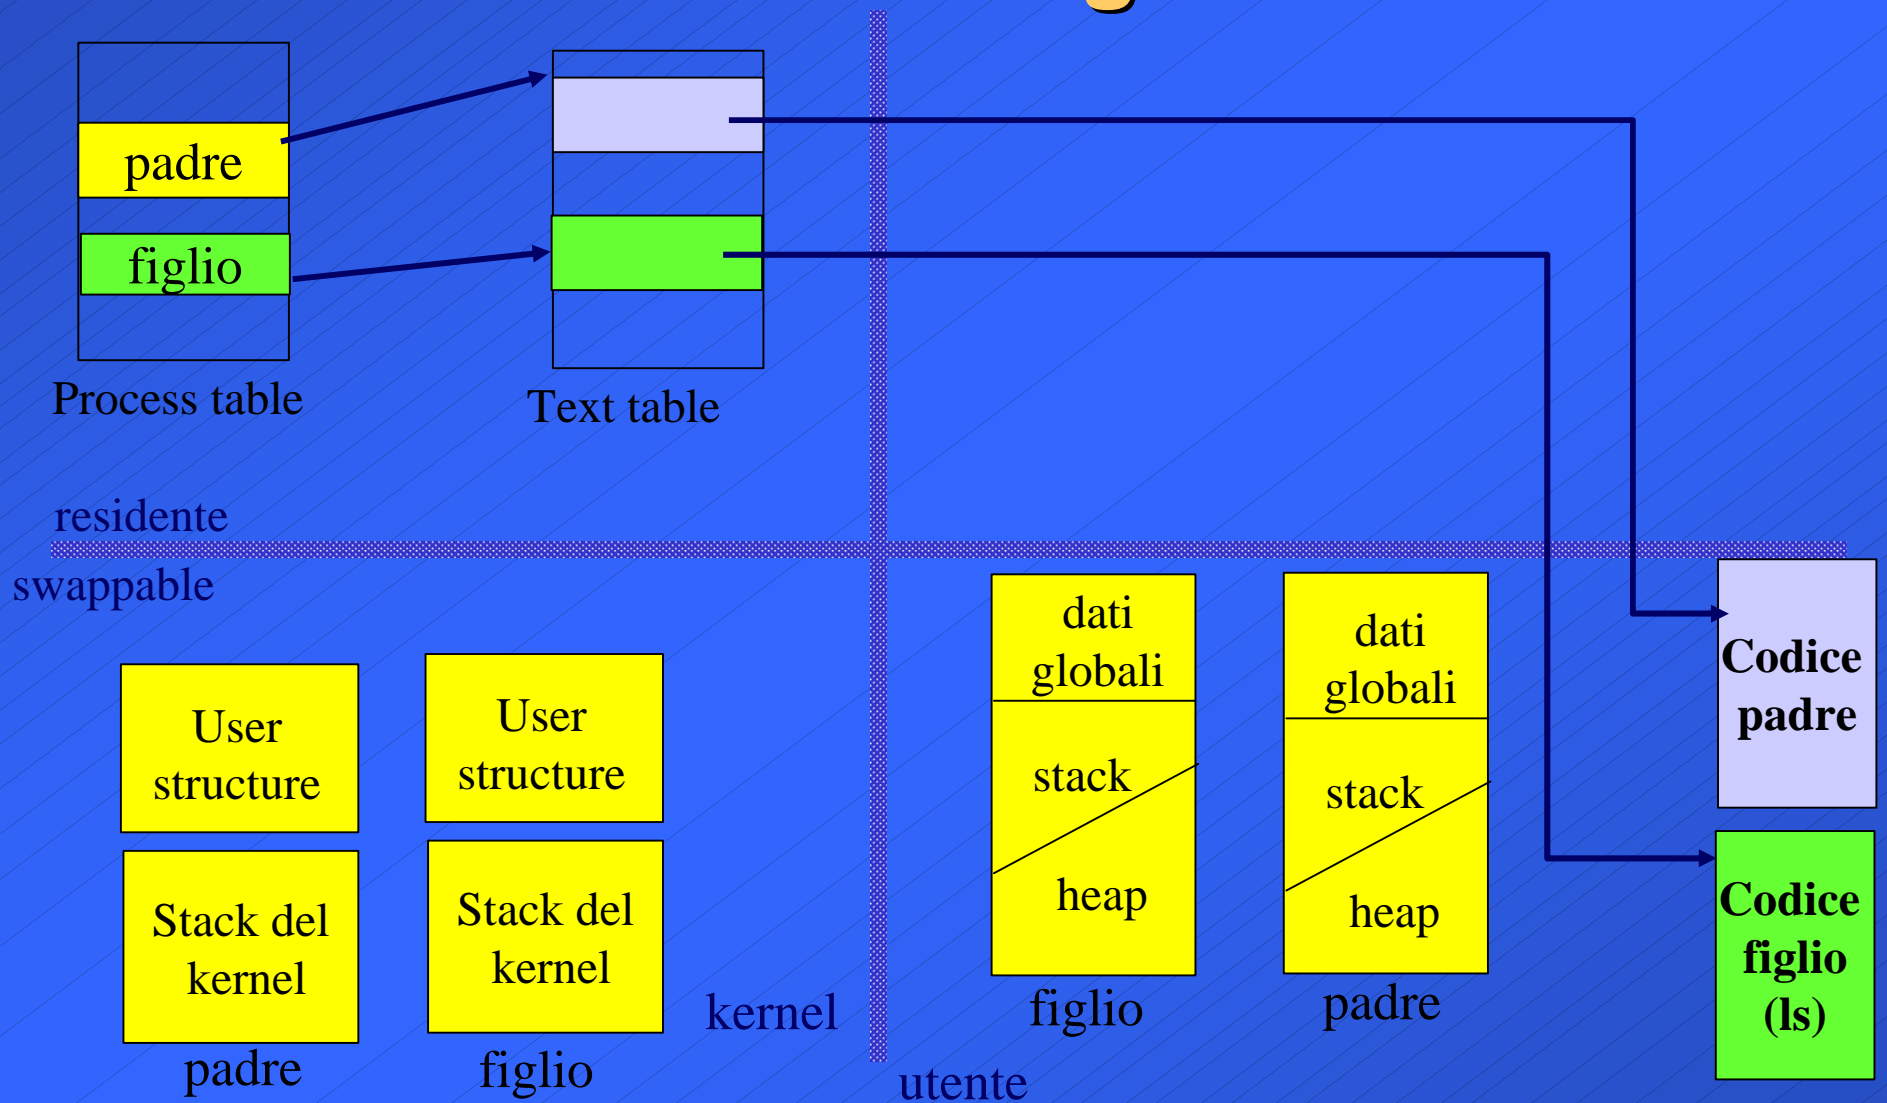 padre
figlio
Process table
Text table
residente
swappable
User
structure
Stack del
kernel
padre
User
structure
Stack del
kernel
figlio
kernel
dati
globali
stack
heap
figlio
dati
globali
stack
heap
padre
utente
Codice
padre
Codice
figlio
(ls)